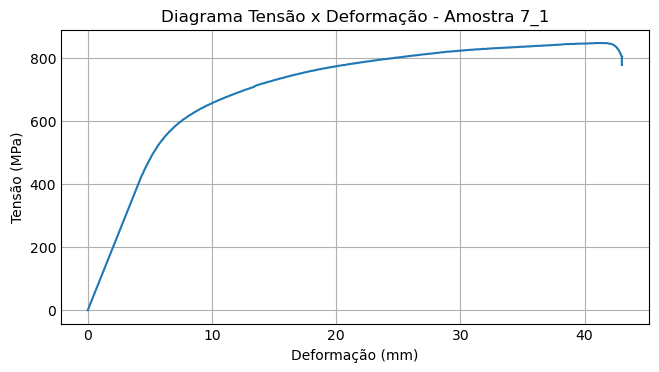 Diagrama Tensão x Deformação - Amostra 7_1
Tensão (MPa)
800
600
400
200
0
0 10 20 30 40
Deformação (mm)